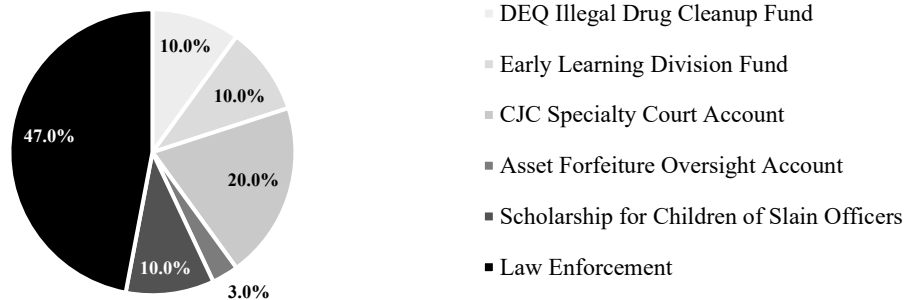 10.0%
10.0%
20.0%
3.0%
10.0%
47.0%
DEQ Illegal Drug Cleanup Fund
Early Learning Division Fund
CJC Specialty Court Account
Asset Forfeiture Oversight Account
Scholarship for Children of Slain Officers
Law Enforcement